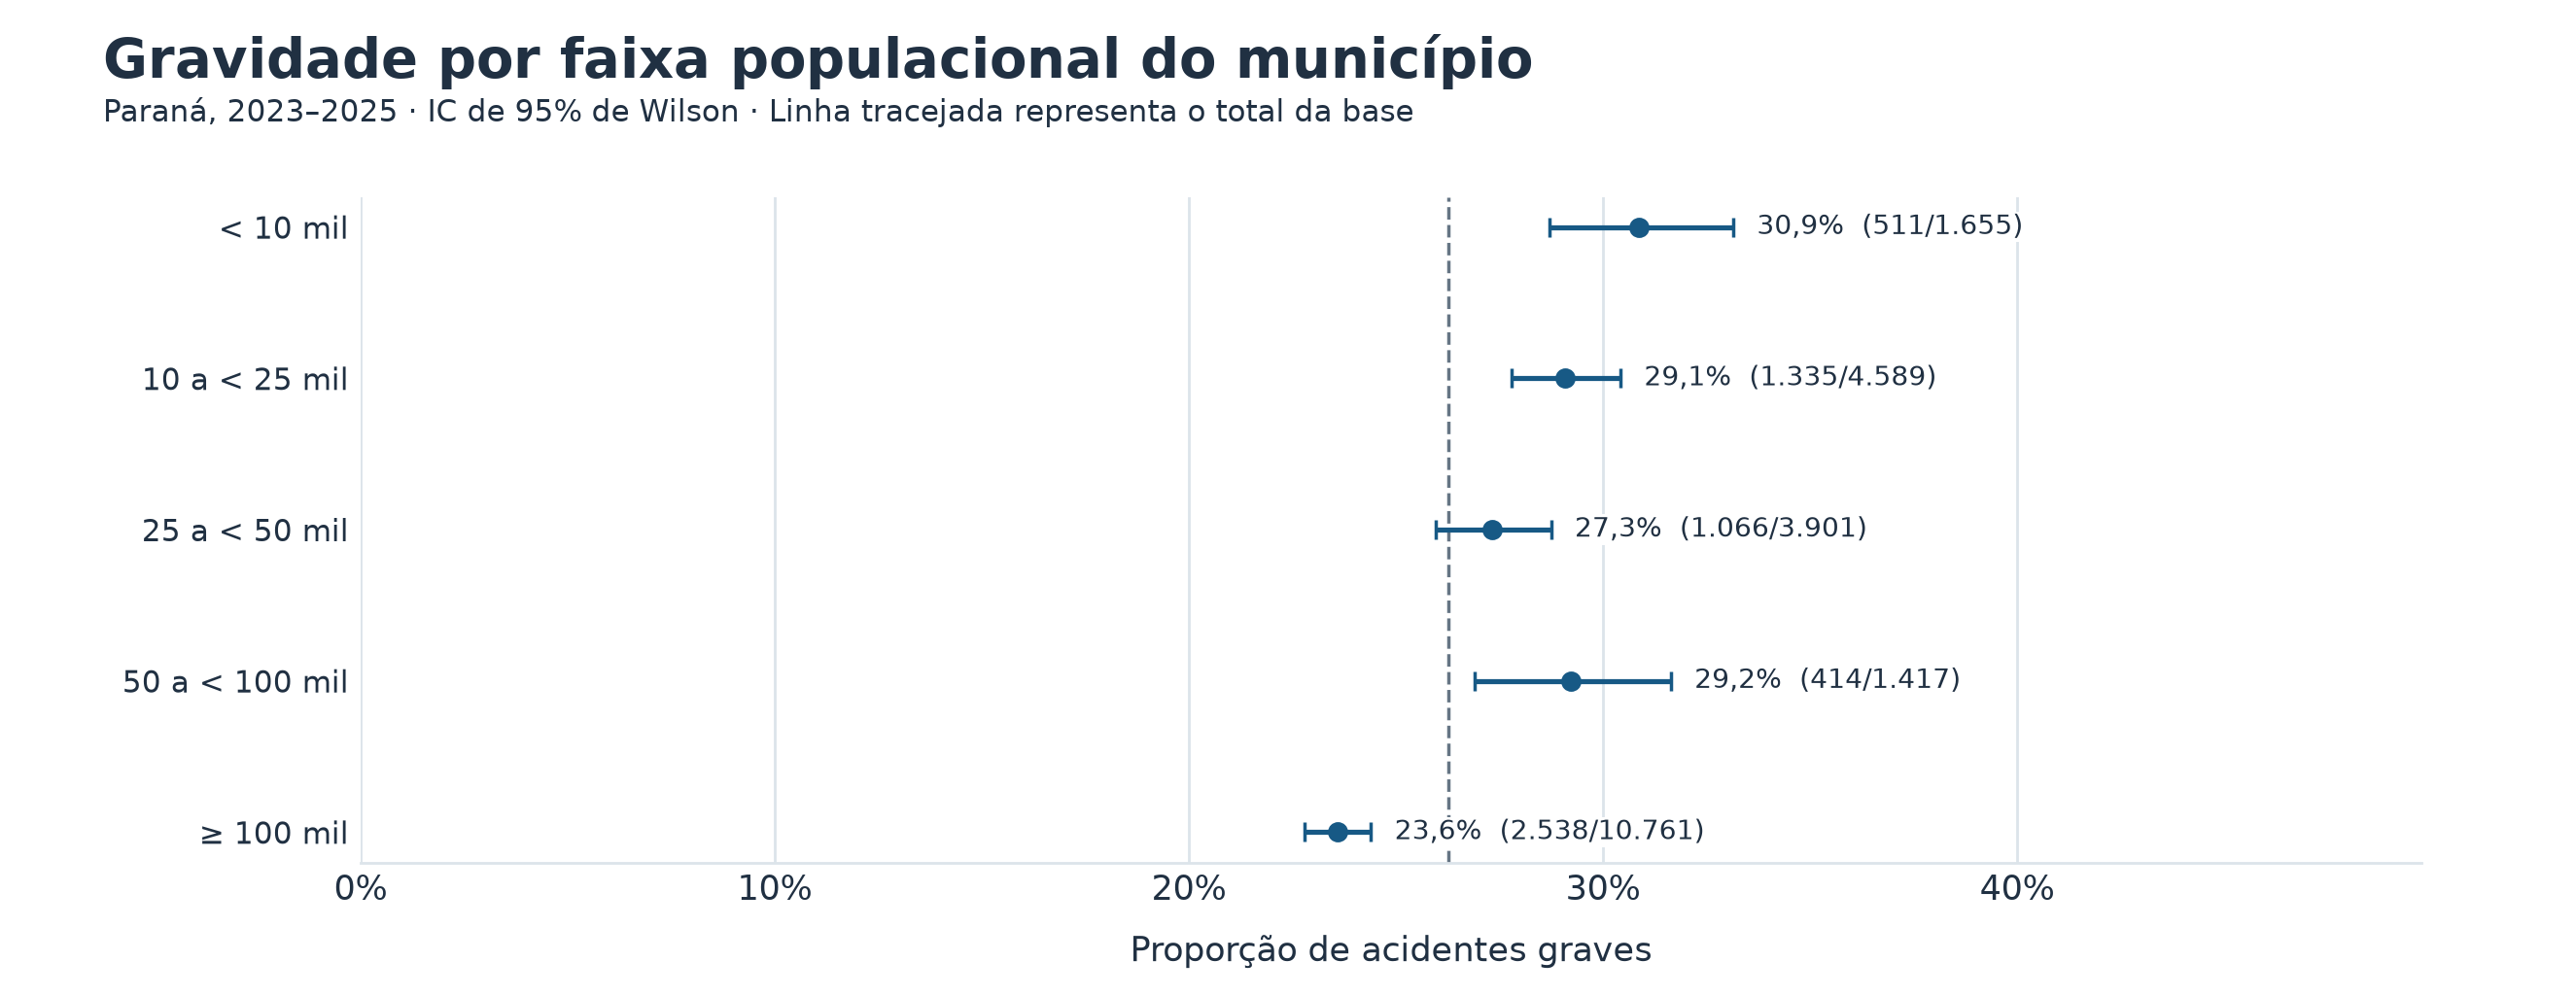 Gravidade por faixa populacional do município
Paraná, 2023–2025 · IC de 95% de Wilson · Linha tracejada representa o total da base
< 10 mil
30,9% (511/1.655)
10 a < 25 mil
29,1% (1.335/4.589)
25 a < 50 mil
27,3% (1.066/3.901)
50 a < 100 mil
29,2% (414/1.417)
≥ 100 mil
23,6% (2.538/10.761)
0% 10% 20% 30% 40%
Proporção de acidentes graves